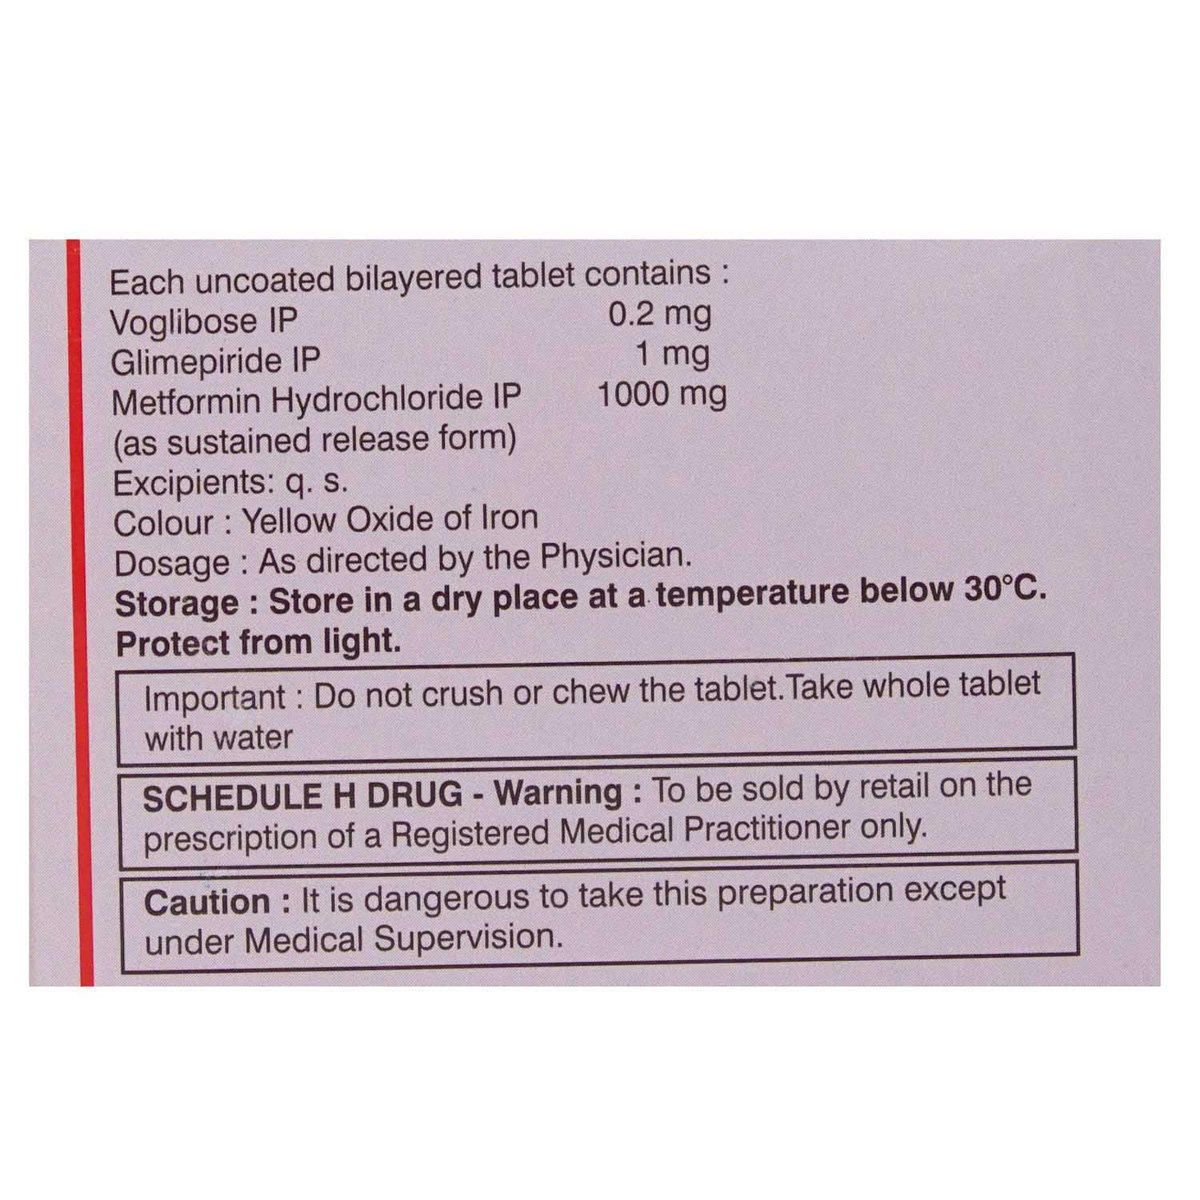 Each uncoated bilayered tablet contains :
Voglibose IP 0.2 mg
Glimepiride IP 1 mg
Metformin Hydrochloride IP 1000 mg
(as sustained release form)
Excipients: q. s.
Colour : Yellow Oxide of Iron
Dosage : As directed by the Physician.
Storage : Store in a dry place at a temperature below 30°C.
Protect from light.
Important : Do not crush or chew the tablet.Take whole tablet
with water
SCHEDULE H DRUG - Warning : To be sold by retail on the
prescription of a Registered Medical Practitioner only.
Caution : It is dangerous to take this preparation except
under Medical Supervision.